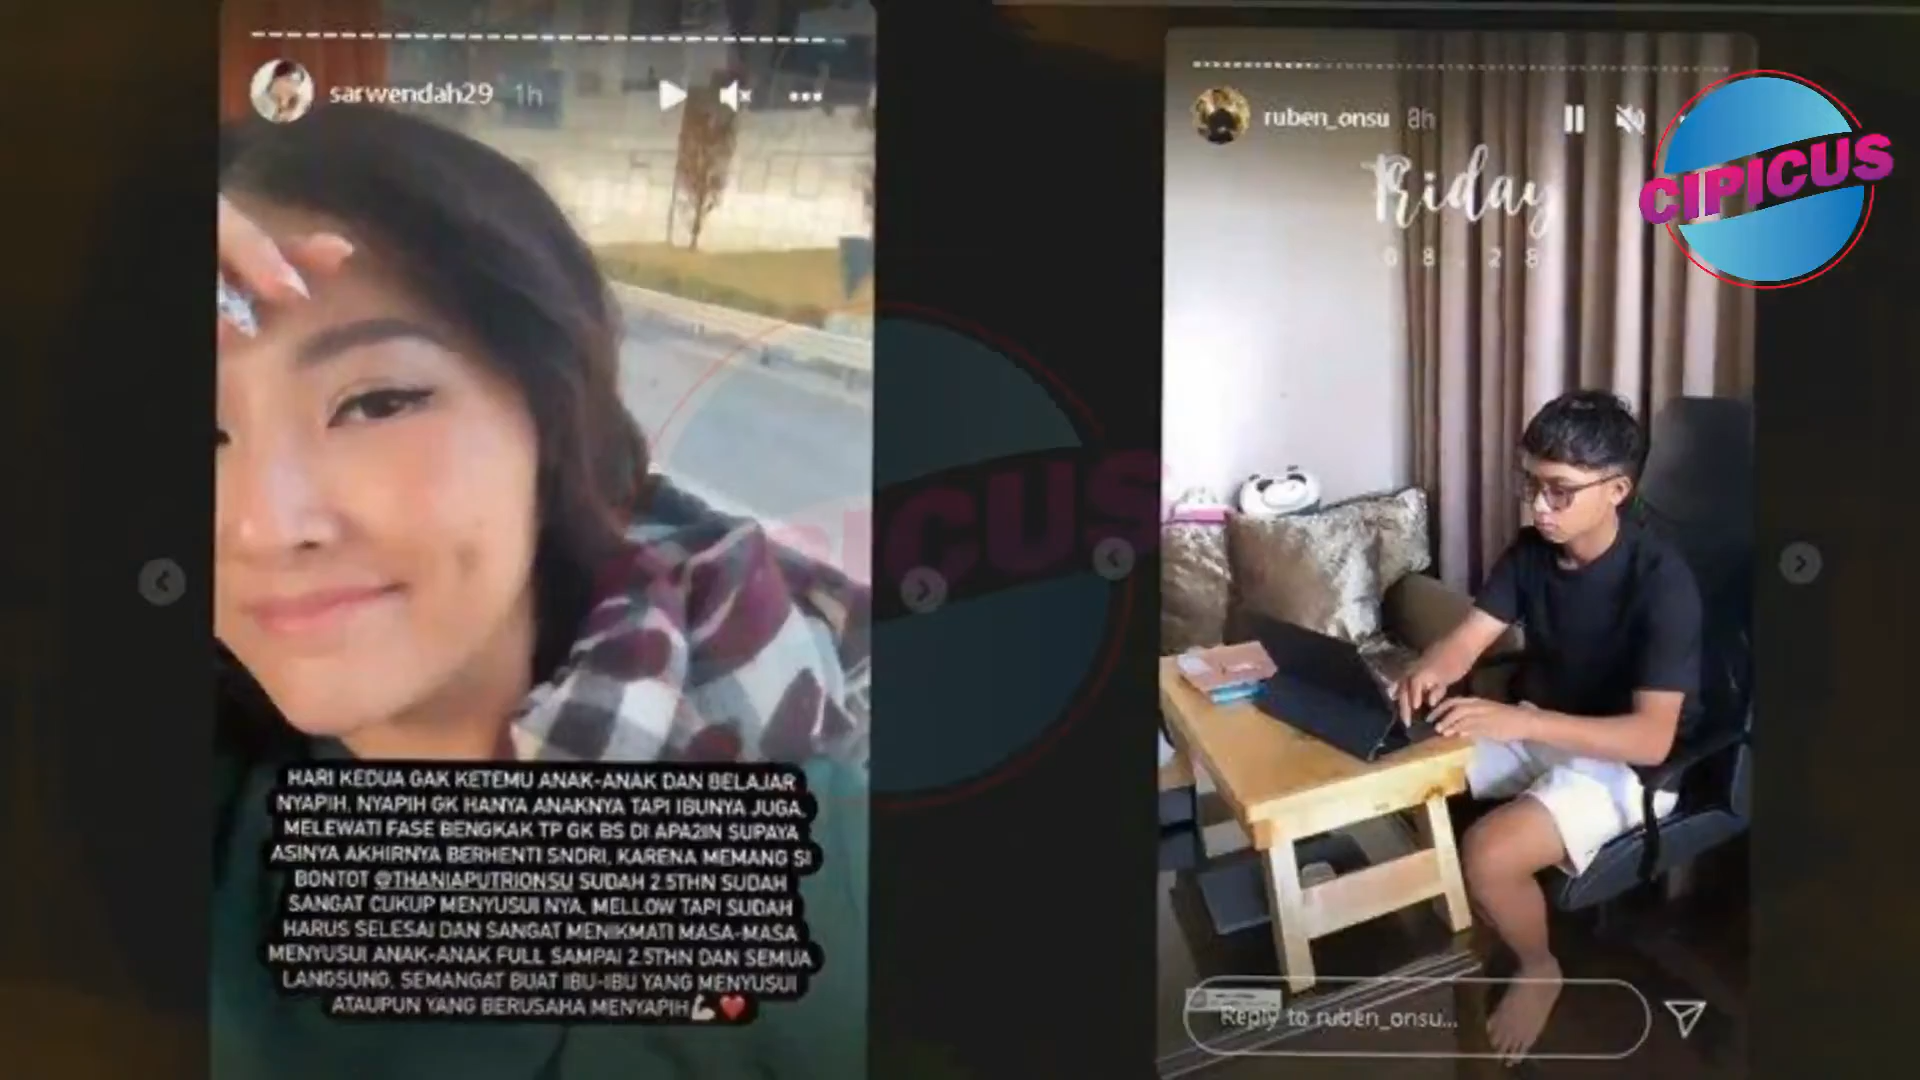 sarwendah29 1h
HARI KEDUA GAK KETEMU ANAK-ANAK DAN BELAJAR
NYAPIH, NYAPIH GK HANYA ANAKNYA TAPI IBUNYA JUGA,
MELEWATI FASE BENGKAK TP GK BS DI APA2IN SUPAYA
ASINYA AKHIRNYA BERHENTI SNDRI, KARENA MEMANG SI
BONTOT @THANIAPUTRIONSU SUDAH 2.5THN SUDAH
SANGAT CUKUP MENYUSUI NYA, MELLOW TAPI SUDAH
HARUS SELESAI DAN SANGAT MENIKMATI MASA-MASA
MENYUSUI ANAK-ANAK FULL SAMPAI 2.5THN DAN SEMUA
LANGSUNG, SEMANGAT BUAT IBU-IBU YANG MENYUSUI
ATAUPUN YANG BERUSAHA MENYAPIH💪❤️
ruben_onsu 8h
Friday
08.28
Reply to ruben_onsu...
CIPICUS
CIPICUS